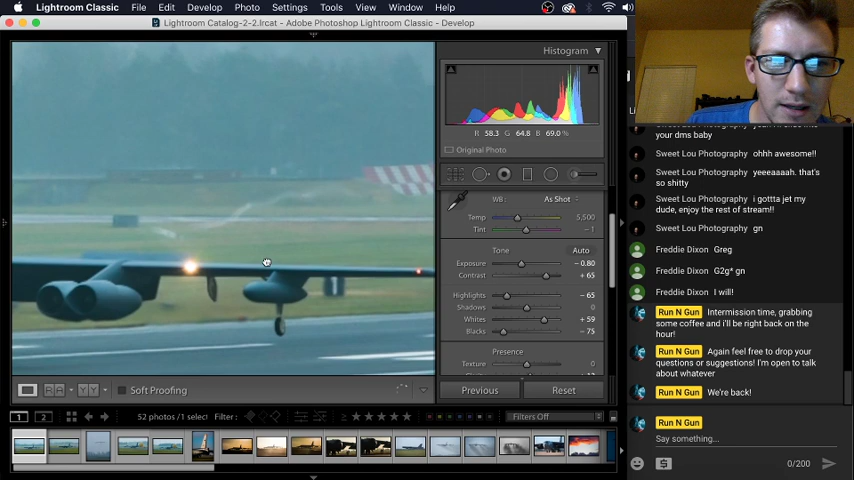 Lightroom Classic File Edit Develop Photo Settings Tools View Window Help
Lightroom Catalog-2-2.lrcat - Adobe Photoshop Lightroom Classic - Develop
Histogram
R 58.3 G 64.8 B 69.0 %
Original Photo
WB: As Shot
Temp 5,500
Tint -1
Tone Auto
Exposure - 0.80
Contrast + 65
Highlights - 65
Shadows 0
Whites + 59
Blacks - 75
Presence
Texture 0
Soft Proofing
Previous Reset
1 2 52 photos /1 select Filter : Filters Off
Sweet Lou Photography
your dms baby
Sweet Lou Photography ohhh awesome!!
Sweet Lou Photography yeeeaaaah. that's
so shitty
Sweet Lou Photography i gottta jet my
dude, enjoy the rest of stream!!
Sweet Lou Photography gn
Freddie Dixon Greg
Freddie Dixon G2g* gn
Freddie Dixon I will!
Run N Gun Intermission time, grabbing
some coffee and i'll be right back on the
hour!
Run N Gun Again feel free to drop your
questions or suggestions! I'm open to talk
about whatever
Run N Gun We're back!
Run N Gun
Say something...
0/200